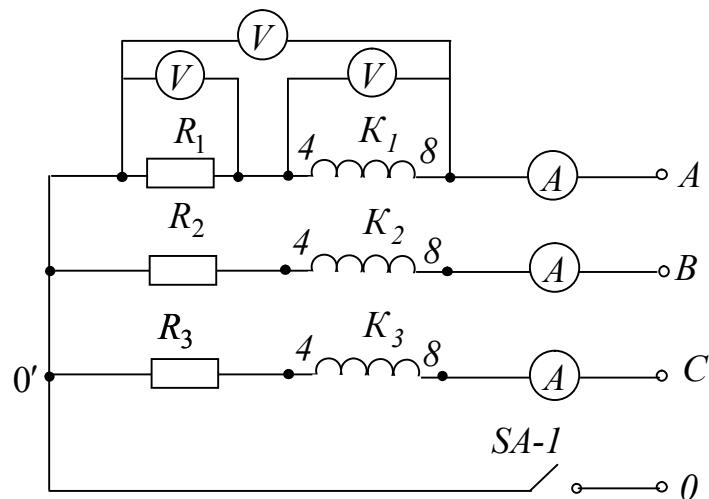 V
V V
R1 K1
4 8 A A
R2 K2
4 8 A B
R3 K3
4 8 A C
0′
SA-1
0